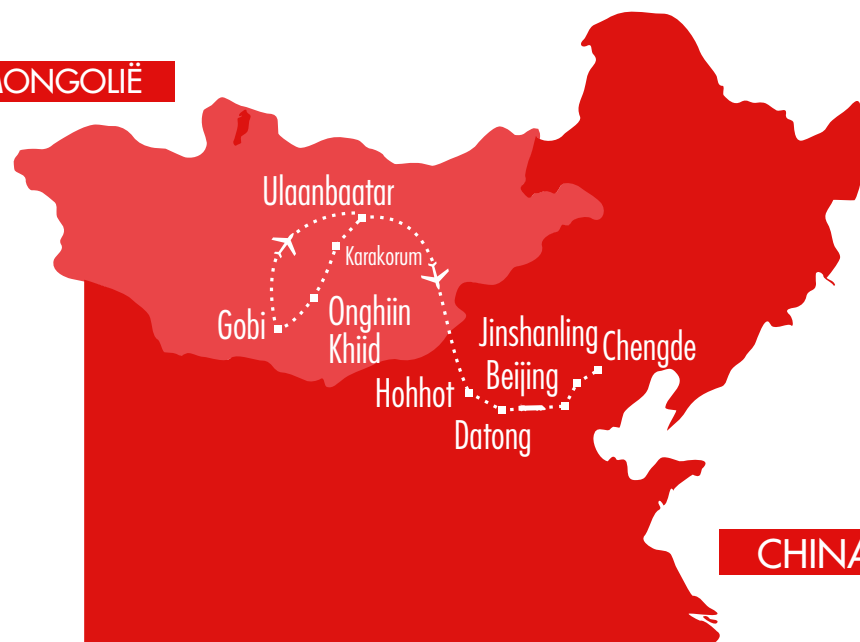 MONGOLIË
Ulaanbaatar
Karakorum
Gobi
Onghiin
Khiid
Jinshanling
Chengde
Beijing
Hohhot
Datong
CHINA